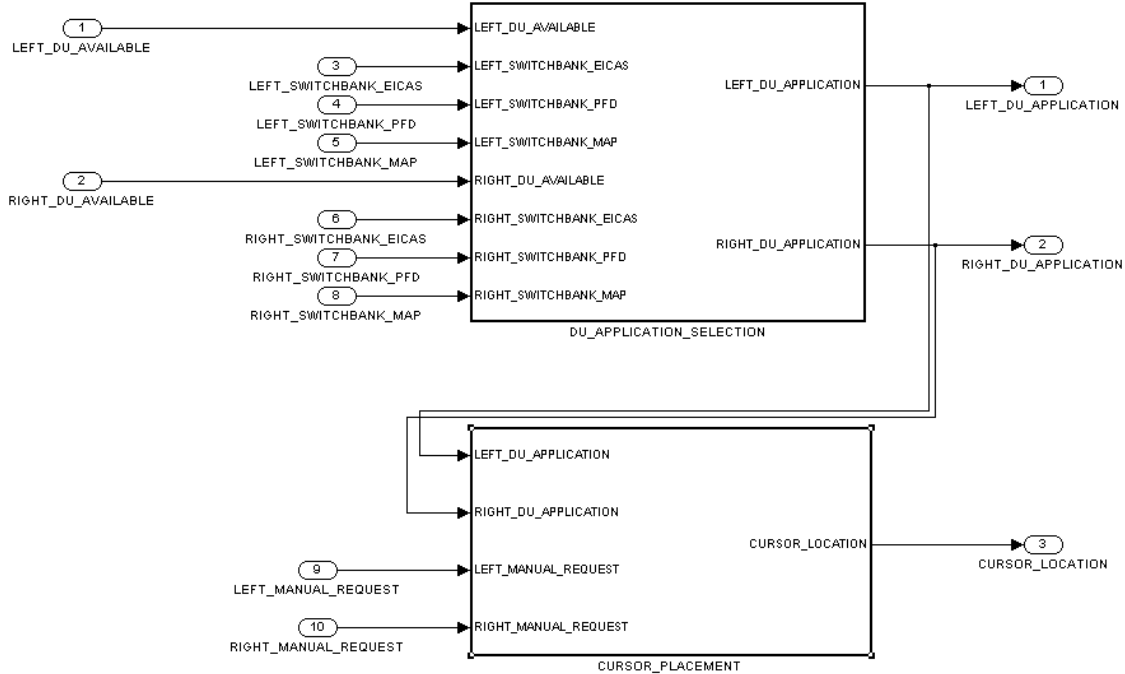 1
LEFT_DU_AVAILABLE
LEFT_DU_AVAILABLE
3
LEFT_SWITCHBANK_EICAS
LEFT_SWITCHBANK_EICAS
LEFT_DU_APPLICATION
1
LEFT_DU_APPLICATION
4
LEFT_SWITCHBANK_PFD
LEFT_SWITCHBANK_PFD
5
LEFT_SWITCHBANK_MAP
LEFT_SWITCHBANK_MAP
2
RIGHT_DU_AVAILABLE
RIGHT_DU_AVAILABLE
6
RIGHT_SWITCHBANK_EICAS
RIGHT_SWITCHBANK_EICAS
RIGHT_DU_APPLICATION
2
RIGHT_DU_APPLICATION
7
RIGHT_SWITCHBANK_PFD
RIGHT_SWITCHBANK_PFD
8
RIGHT_SWITCHBANK_MAP
RIGHT_SWITCHBANK_MAP
DU_APPLICATION_SELECTION
LEFT_DU_APPLICATION
RIGHT_DU_APPLICATION
CURSOR_LOCATION
3
CURSOR_LOCATION
9
LEFT_MANUAL_REQUEST
LEFT_MANUAL_REQUEST
10
RIGHT_MANUAL_REQUEST
RIGHT_MANUAL_REQUEST
CURSOR_PLACEMENT